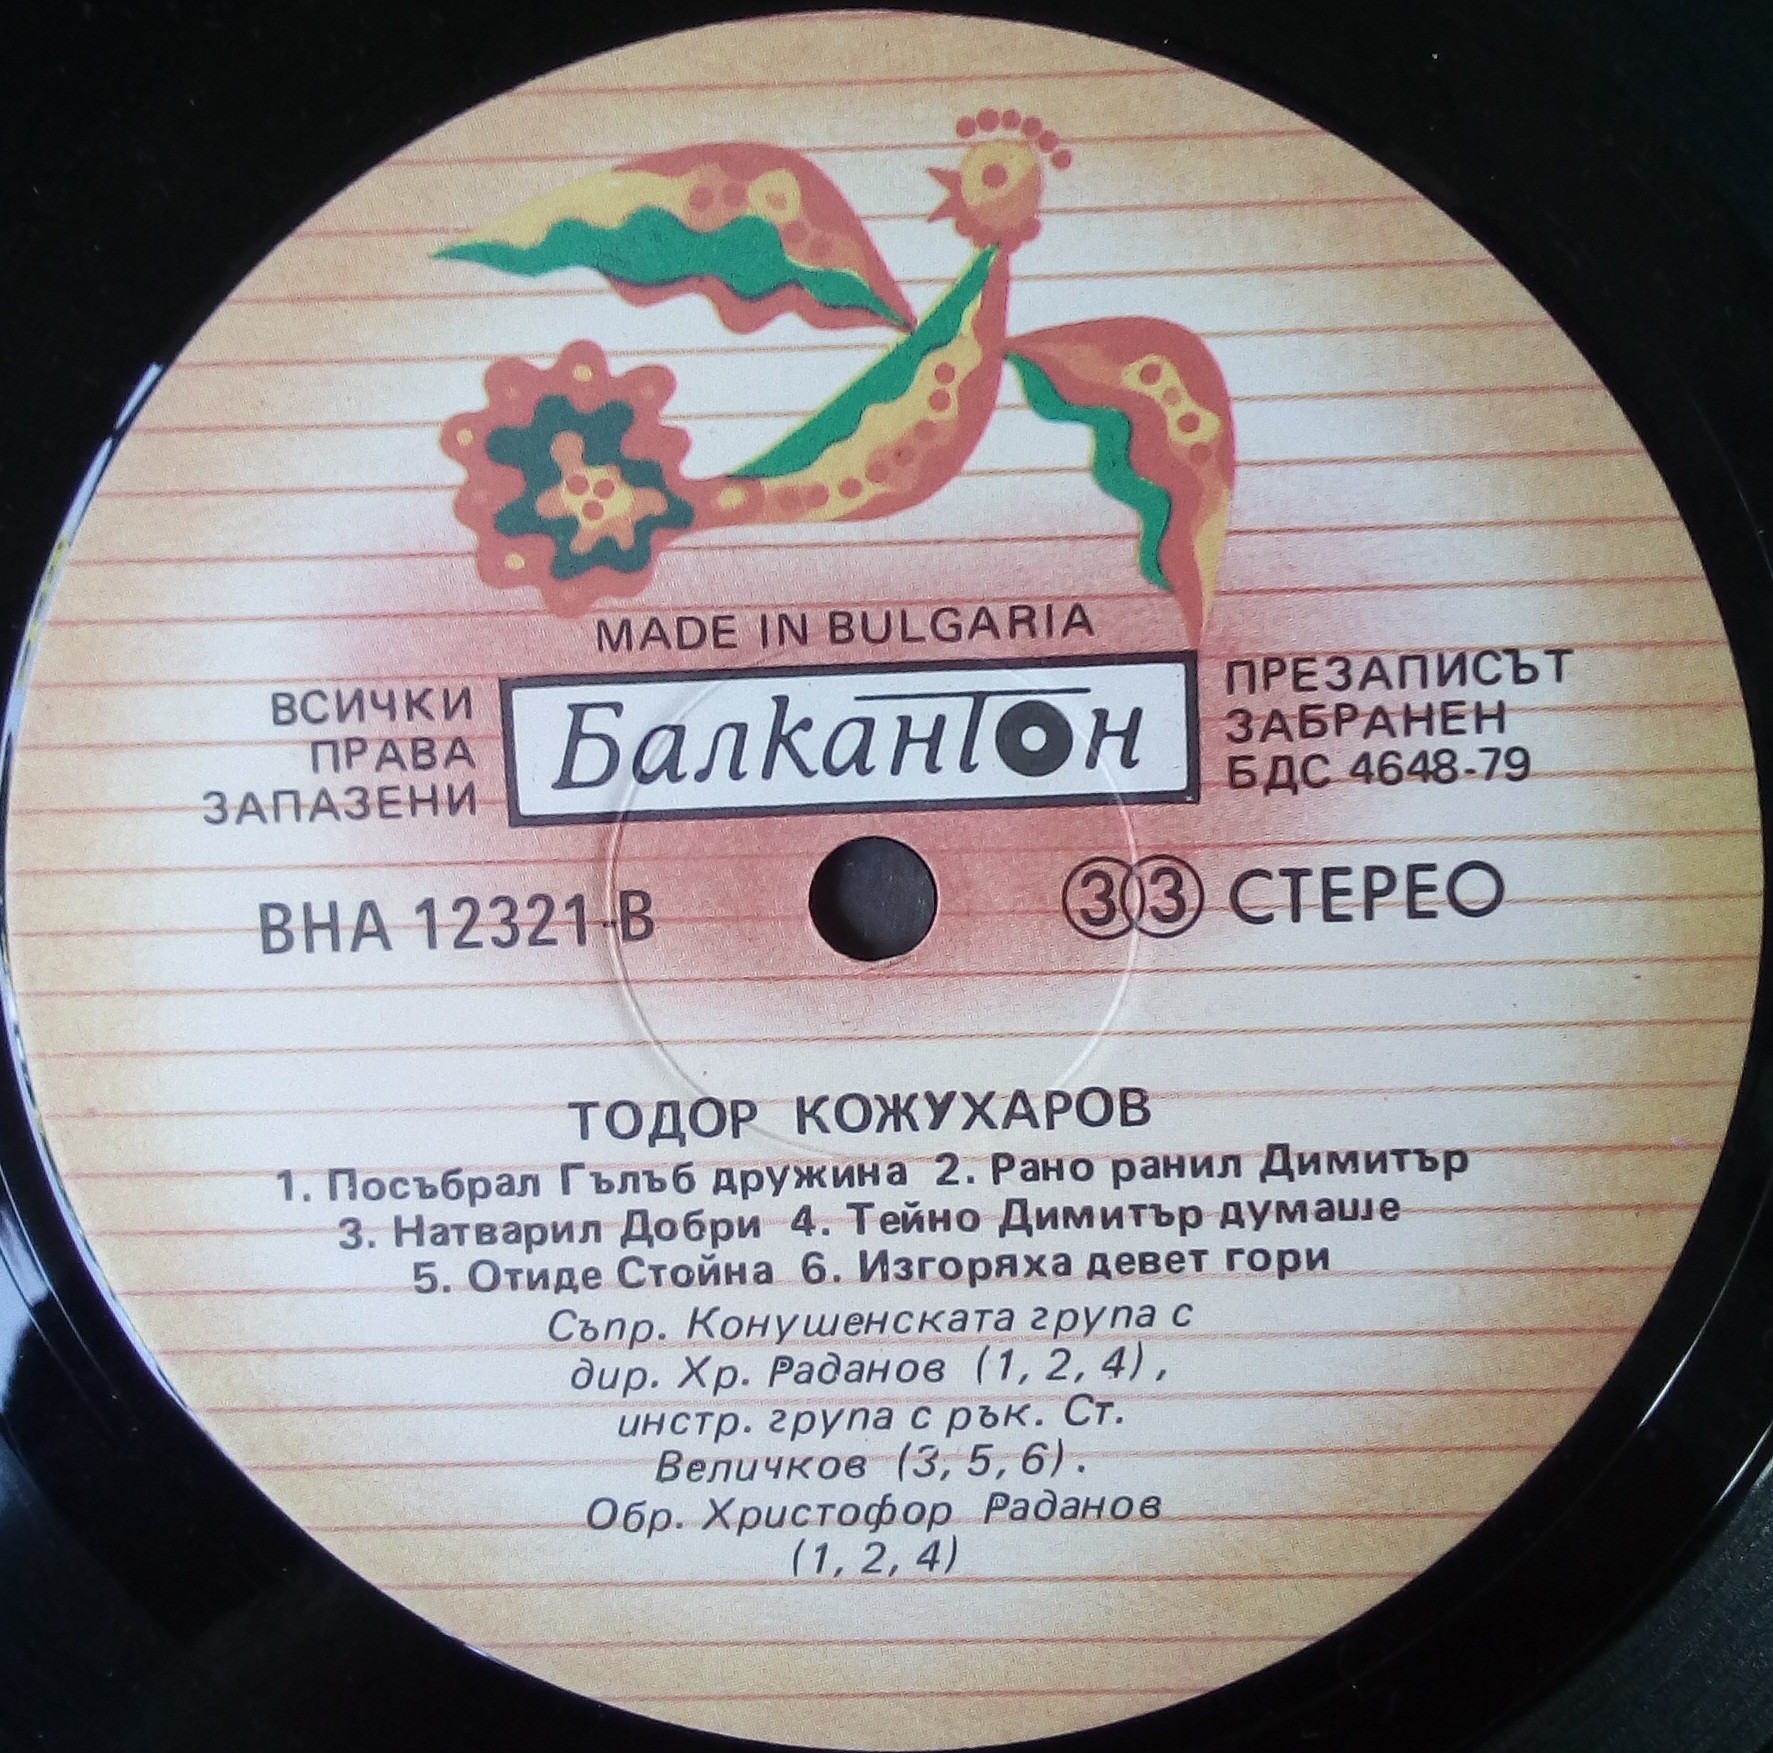 MADE IN BULGARIA
ВСИЧКИ
ПРАВА
ЗАПАЗЕНИ
Балкантон
ПРЕЗАПИСЪТ
ЗАБРАНЕН
БДС 4648-79
ВНА 12321-В
33 СТЕРЕО
ТОДОР КОЖУХАРОВ
1. Посъбрал Гълъб дружина 2. Рано ранил Димитър
3. Натварил Добри 4. Тейно Димитър думаше
5. Отиде Стойна 6. Изгоряха девет гори
Съпр. Конушенската група с
дир. Хр. Раданов (1, 2, 4),
инстр. група с рък. Ст.
Величков (3, 5, 6).
Обр. Христофор Раданов
(1, 2, 4)